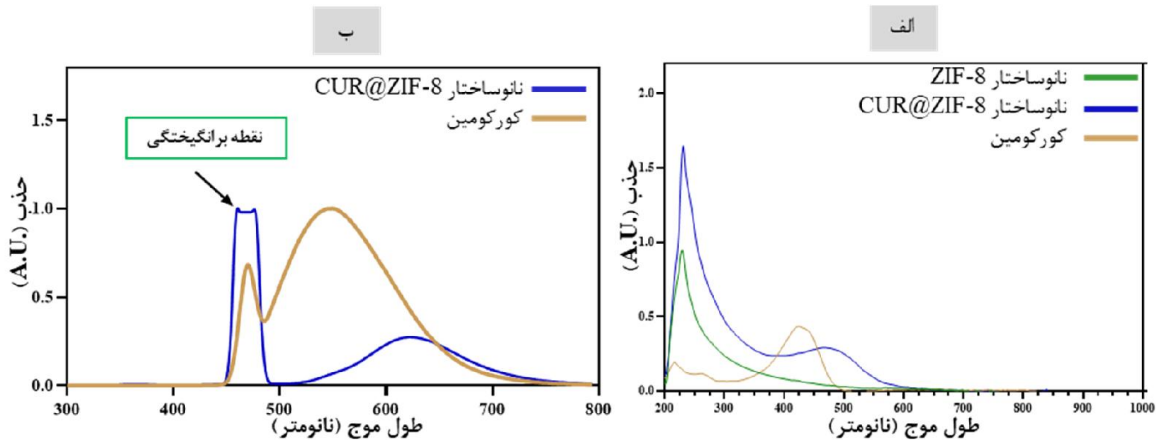 الف
نانوساختار ZIF-8
نانوساختار CUR@ZIF-8
کورکومین
2.0
1.5
1.0
0.5
0.0
جذب (A.U.)
200 300 400 500 600 700 800 900 1000
طول موج (نانومتر)
ب
نانوساختار CUR@ZIF-8
کورکومین
نقطه برانگیختگی
1.5
1.0
0.5
0.0
جذب (A.U.)
300 400 500 600 700 800
طول موج (نانومتر)